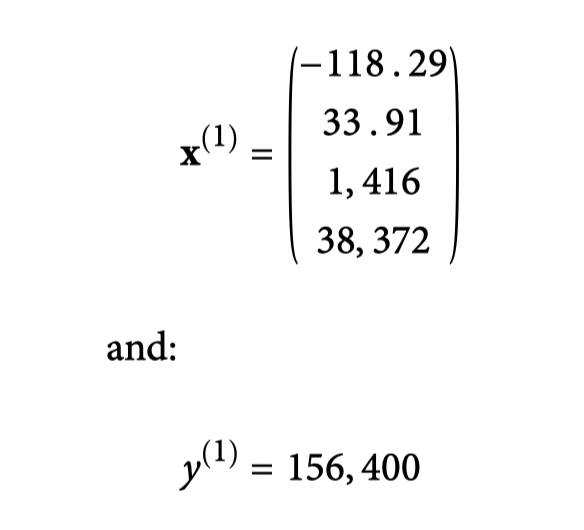 x(1) =
−118.29
33.91
1,416
38,372
and:
y(1) = 156,400